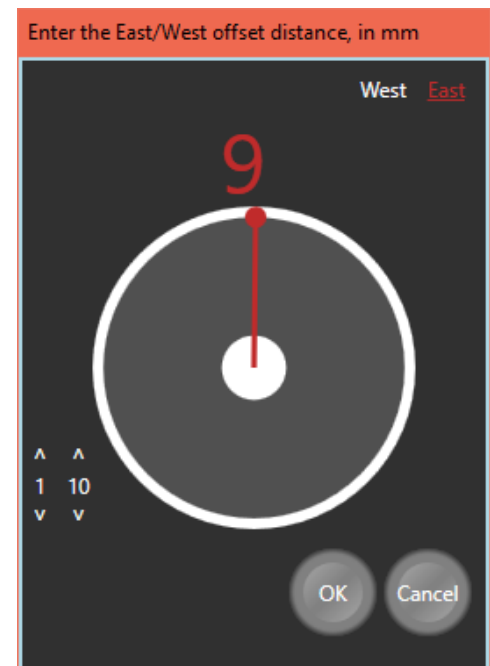 Enter the East/West offset distance, in mm
West East
9
^ ^
1 10
v v
OK Cancel